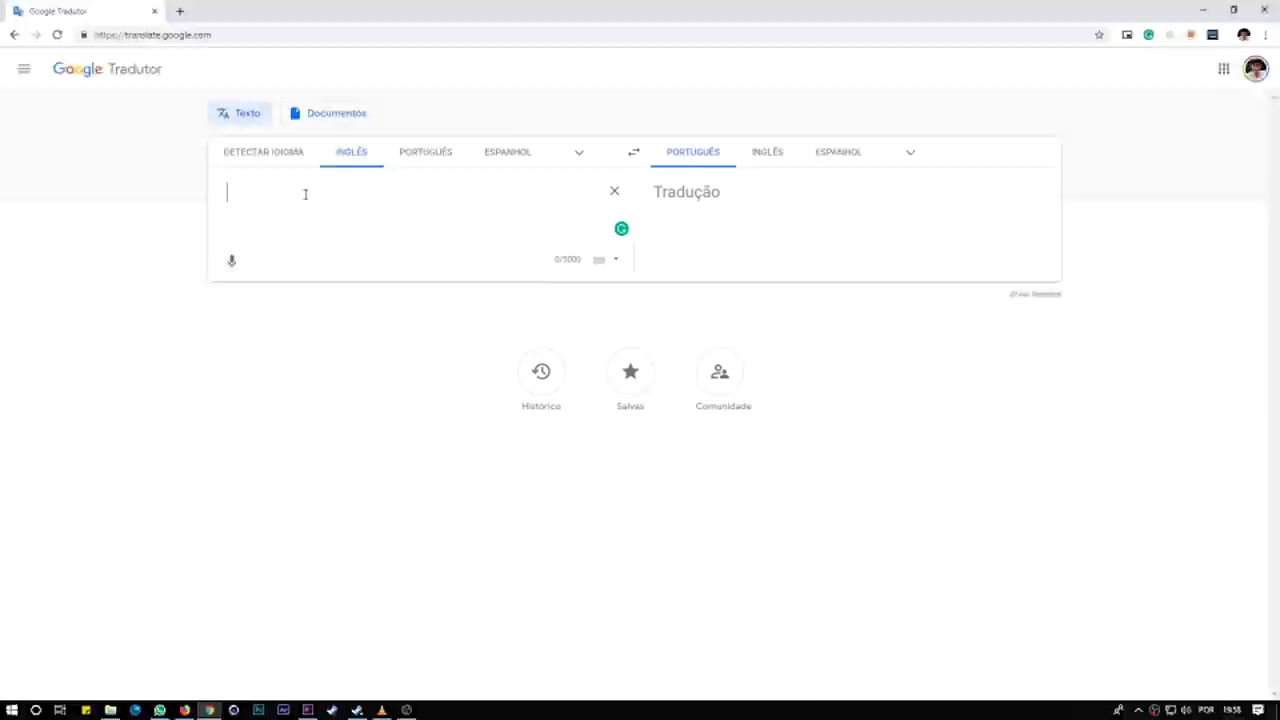 Google Tradutor
https://translate.google.com
Google Tradutor
Texto
Documentos
DETECTAR IDIOMA INGLÊS PORTUGUÊS ESPANHOL PORTUGUÊS INGLÊS ESPANHOL
Tradução
0/5000
Histórico Salvas Comunidade
POR 19:38